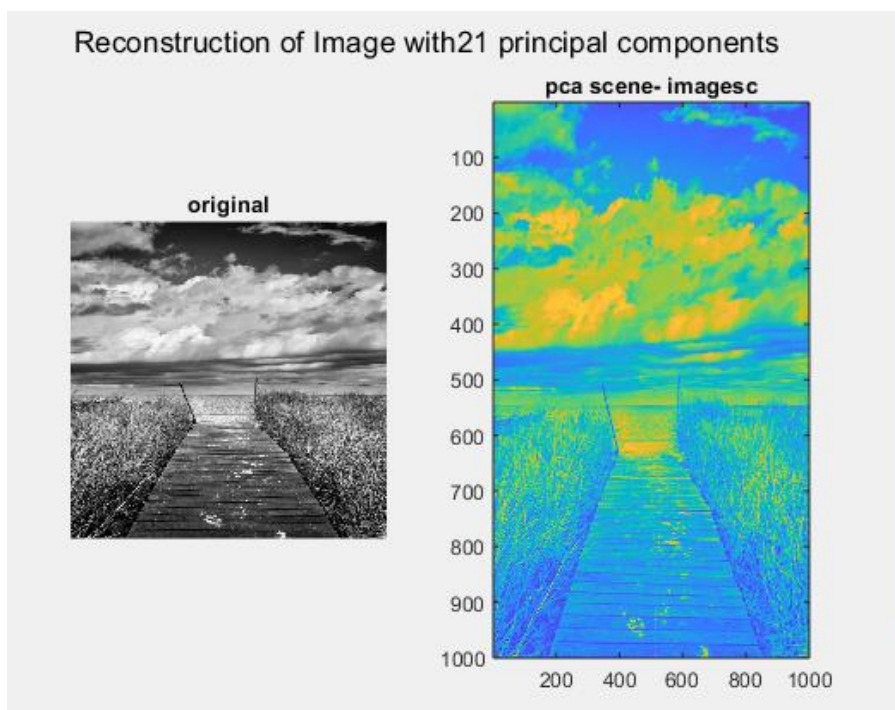 Reconstruction of Image with21 principal components
pca scene- imagesc
original
100
200
300
400
500
600
700
800
900
1000
200 400 600 800 1000